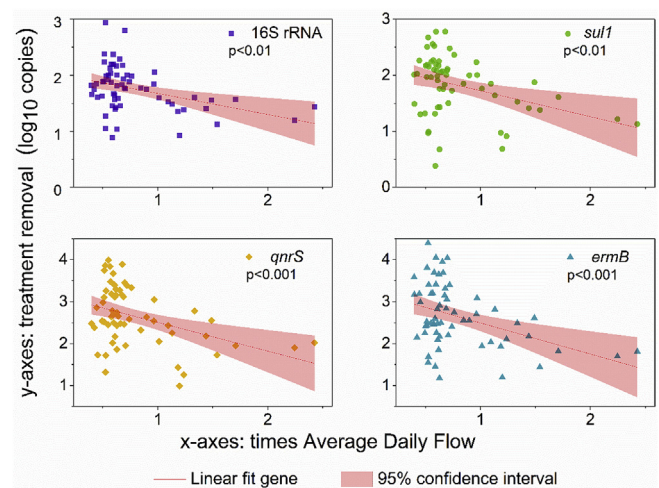 16S rRNA
p<0.01
3
2
1
0
1
2
sul1
p<0.01
3
2
1
0
1
2
qnrS
p<0.001
4
3
2
1
1
2
ermB
p<0.001
4
3
2
1
1
2
y-axes: treatment removal (log10 copies)
x-axes: times Average Daily Flow
Linear fit gene
95% confidence interval